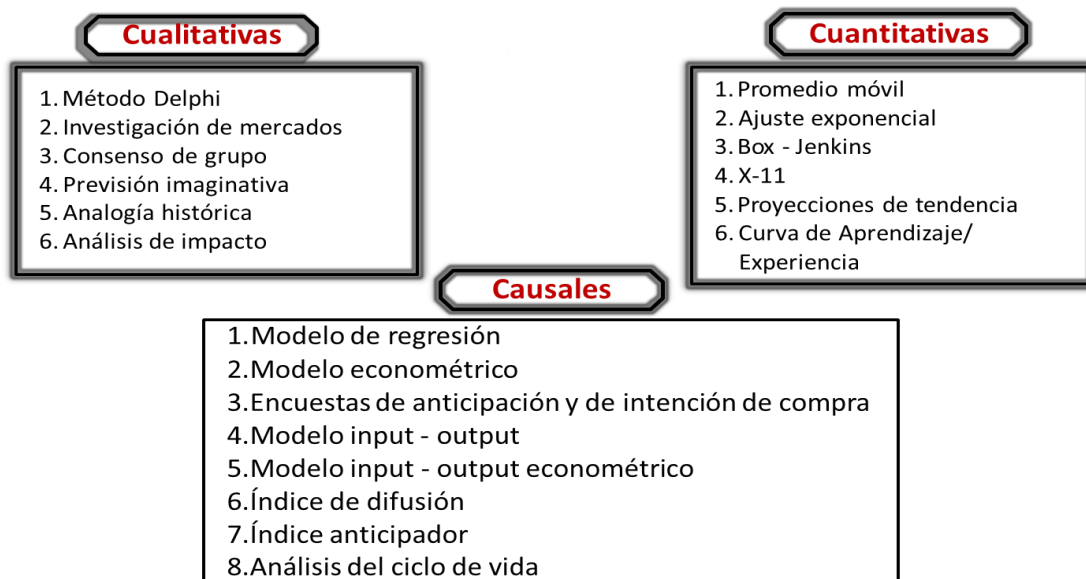 Cualitativas
1. Método Delphi
2. Investigación de mercados
3. Consenso de grupo
4. Previsión imaginativa
5. Analogía histórica
6. Análisis de impacto
Cuantitativas
1. Promedio móvil
2. Ajuste exponencial
3. Box - Jenkins
4. X-11
5. Proyecciones de tendencia
6. Curva de Aprendizaje/
Experiencia
Causales
1.Modelo de regresión
2.Modelo econométrico
3.Encuestas de anticipación y de intención de compra
4.Modelo input - output
5.Modelo input - output econométrico
6.Índice de difusión
7.Índice anticipador
8.Análisis del ciclo de vida